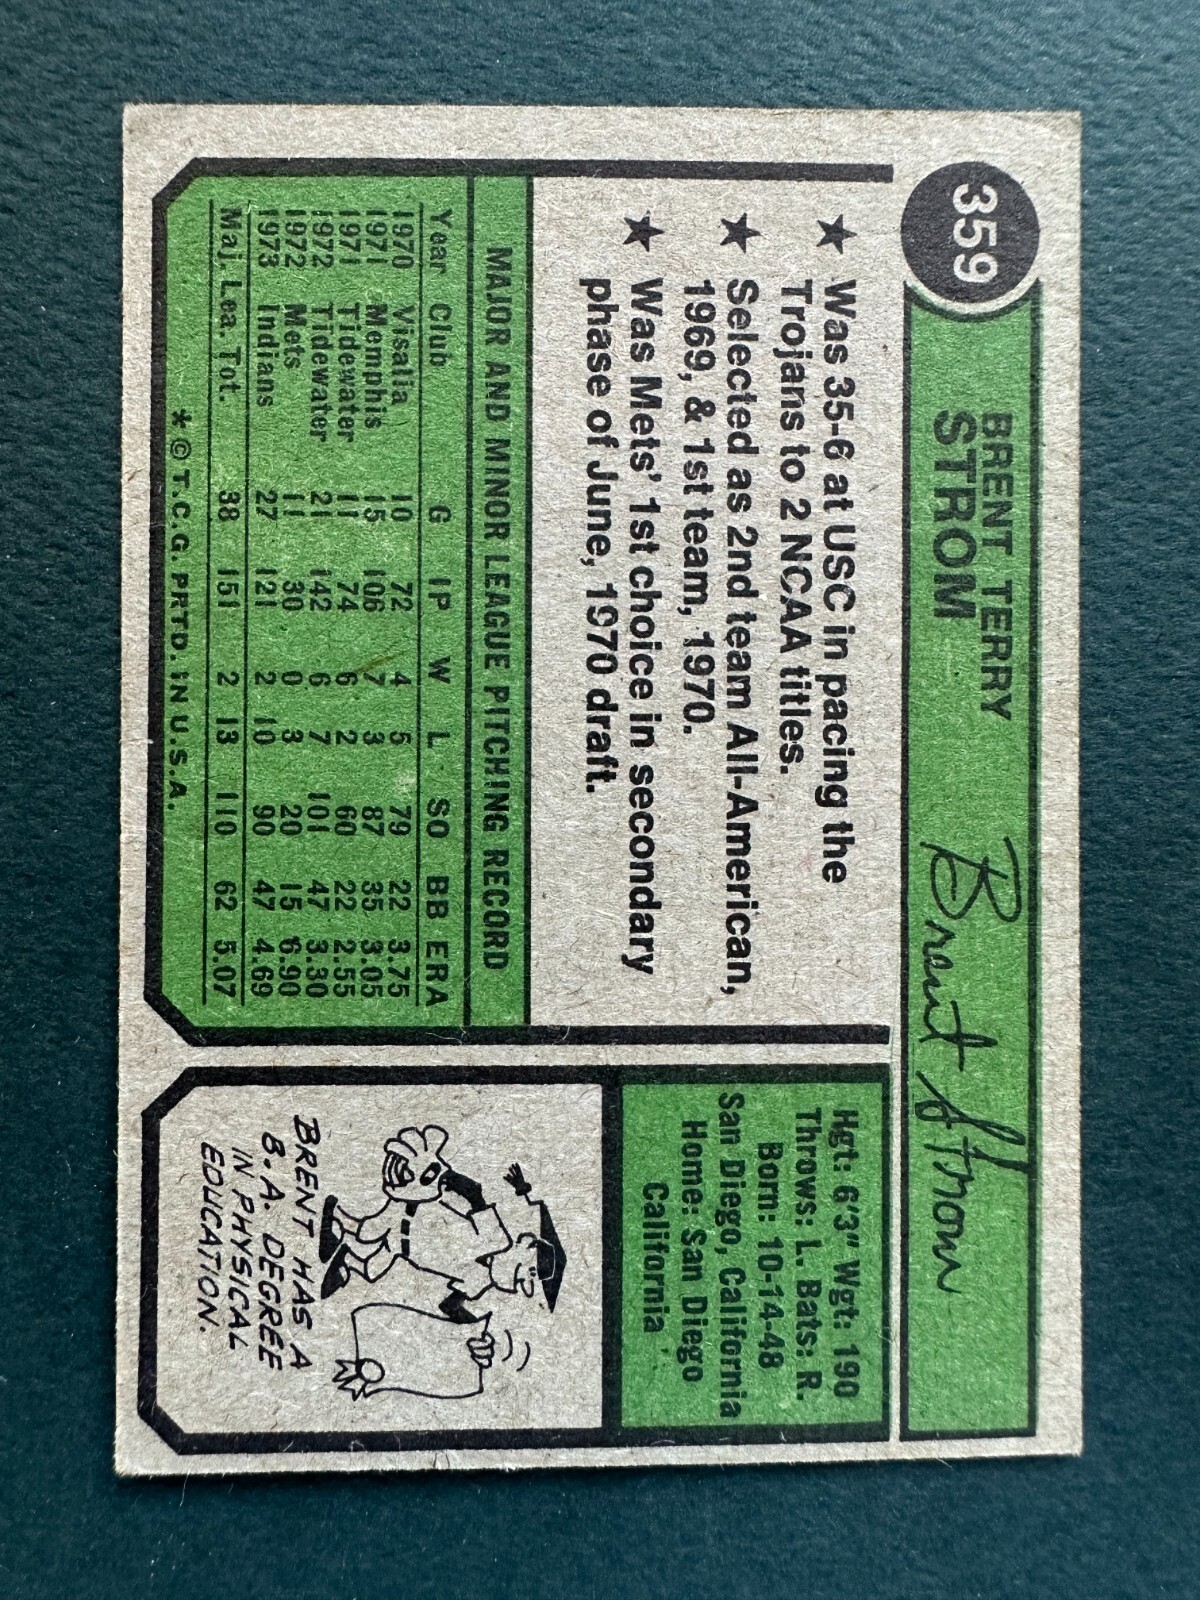 359
BRENT TERRY
STROM
Brent Strom
★ Was 35-6 at USC in pacing the
Trojans to 2 NCAA titles.
★ Selected as 2nd team All-American,
1969, & 1st team, 1970.
★ Was Mets' 1st choice in secondary
phase of June, 1970 draft.
MAJOR AND MINOR LEAGUE PITCHING RECORD
Year Club G IP W L SO BB ERA
1970 Visalia 10 72 4 5 79 22 3.75
1971 Memphis 15 106 7 3 87 35 3.05
1971 Tidewater 11 74 6 2 60 22 2.55
1972 Tidewater 21 142 6 7 101 47 3.30
1972 Mets 11 30 0 3 20 15 6.90
1973 Indians 27 121 2 10 90 47 4.69
Maj. Lea. Tot. 38 151 2 13 110 62 5.07
*© T.C.G. PRTD. IN U.S.A.
Hgt: 6'3" Wgt: 190
Throws: L. Bats: R.
Born: 10-14-48
San Diego, California
Home: San Diego
California
BRENT HAS A
B.A. DEGREE
IN PHYSICAL
EDUCATION.